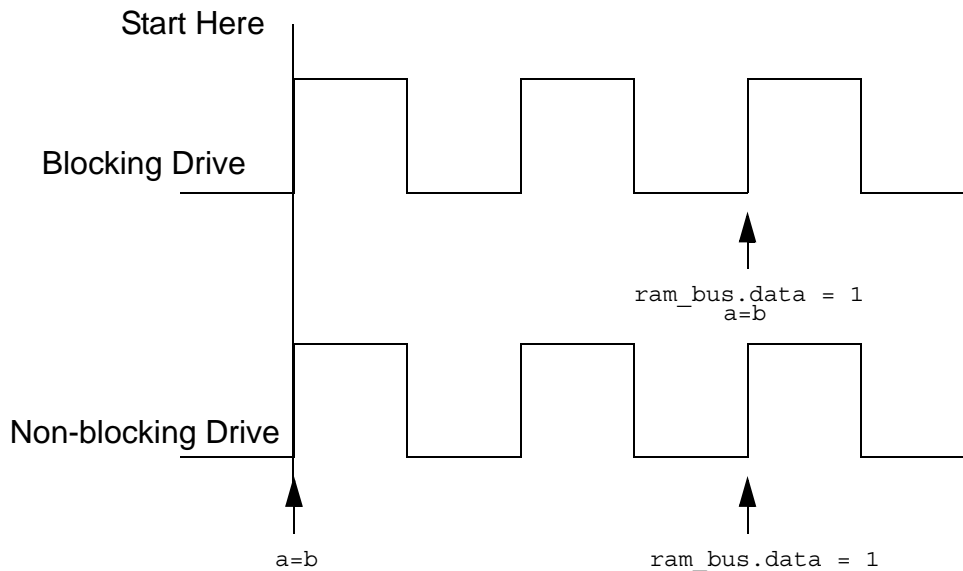 Start Here
Blocking Drive
ram_bus.data = 1
a=b
Non-blocking Drive
a=b
ram_bus.data = 1